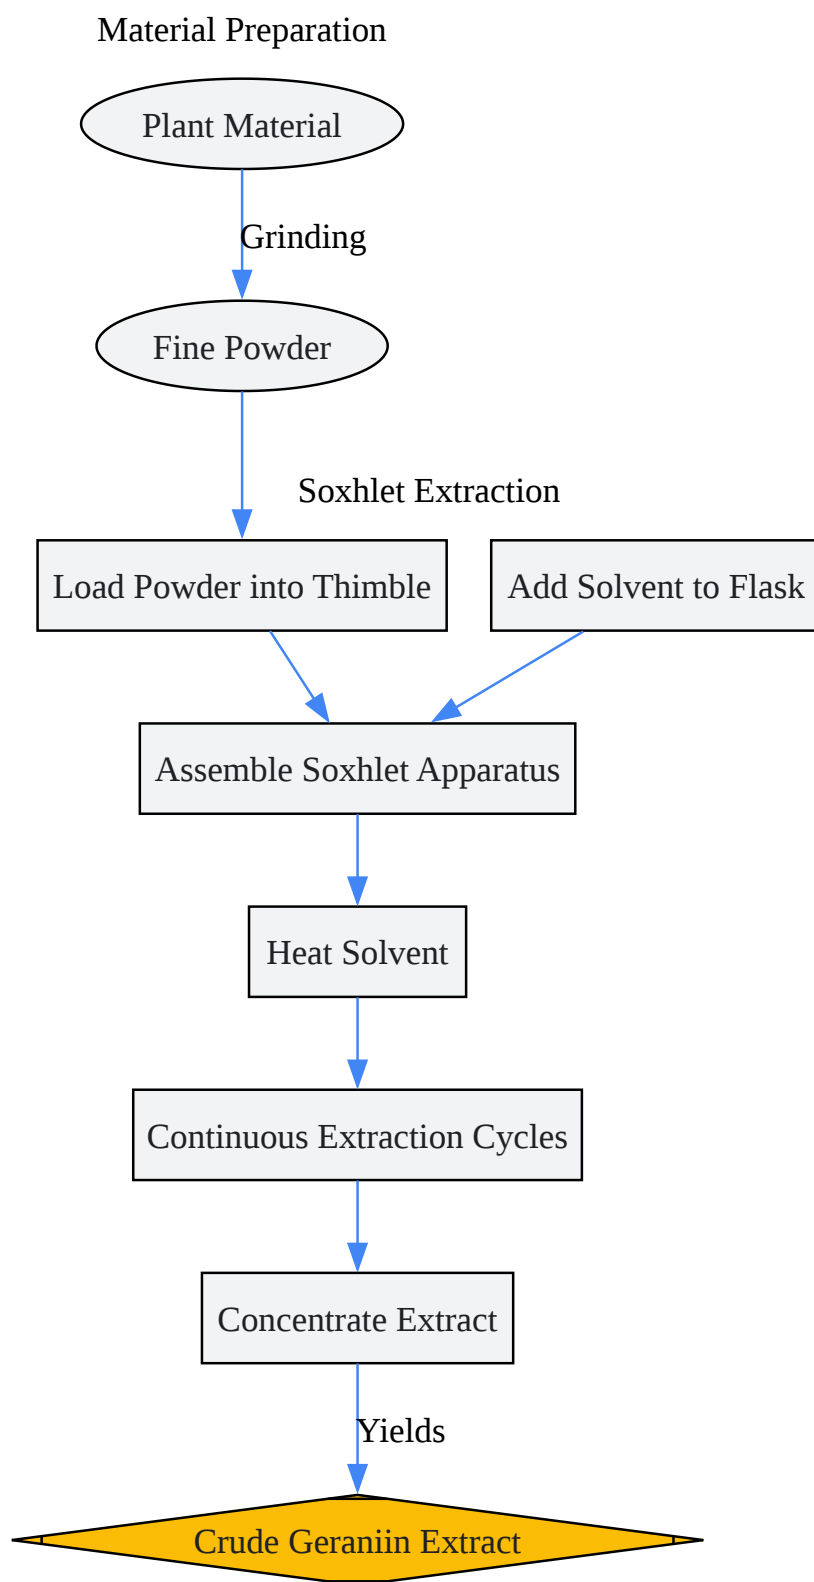 Material Preparation
Plant Material
Grinding
Fine Powder
Soxhlet Extraction
Load Powder into Thimble
Add Solvent to Flask
Assemble Soxhlet Apparatus
Heat Solvent
Continuous Extraction Cycles
Concentrate Extract
Yields
Crude Geraniin Extract